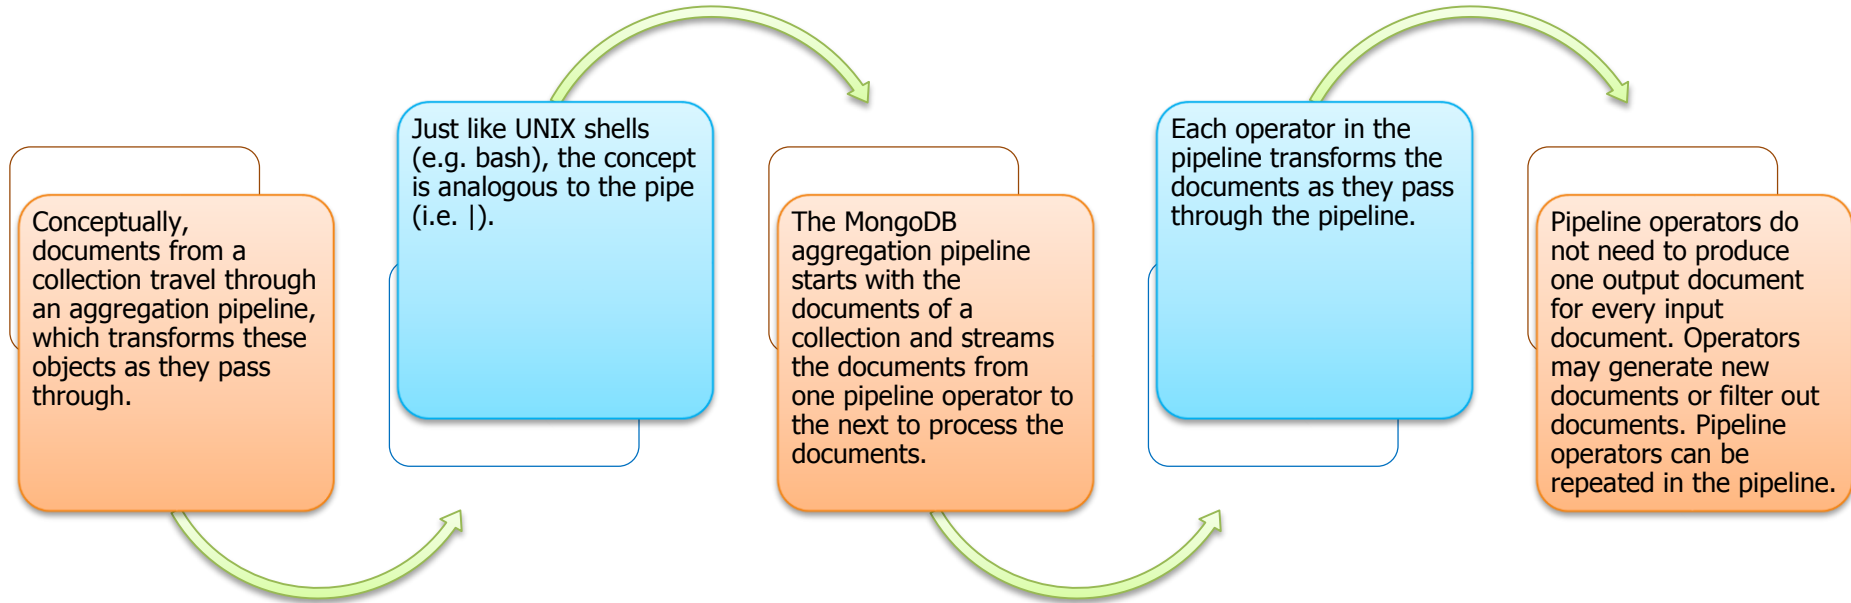 Conceptually,
documents from a
collection travel through
an aggregation pipeline,
which transforms these
objects as they pass
through.
Just like UNIX shells
(e.g. bash), the concept
is analogous to the pipe
(i.e. |).
The MongoDB
aggregation pipeline
starts with the
documents of a
collection and streams
the documents from
one pipeline operator to
the next to process the
documents.
Each operator in the
pipeline transforms the
documents as they pass
through the pipeline.
Pipeline operators do
not need to produce
one output document
for every input
document. Operators
may generate new
documents or filter out
documents. Pipeline
operators can be
repeated in the pipeline.